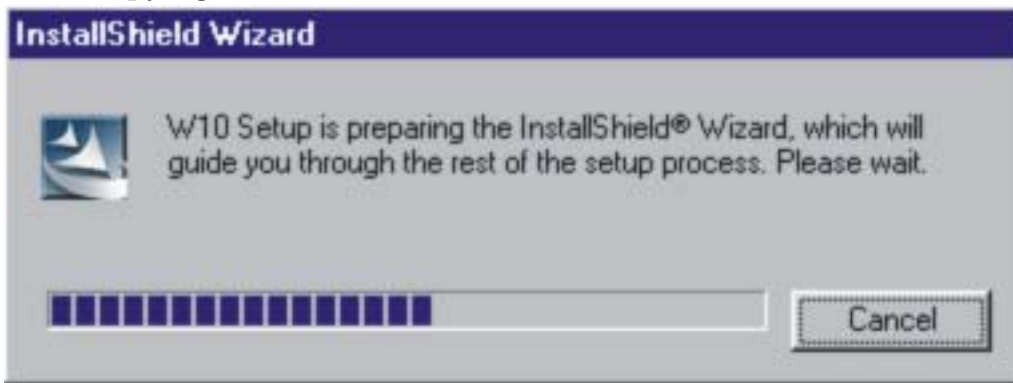 InstallShield Wizard
W10 Setup is preparing the InstallShield® Wizard, which will
guide you through the rest of the setup process. Please wait.
Cancel